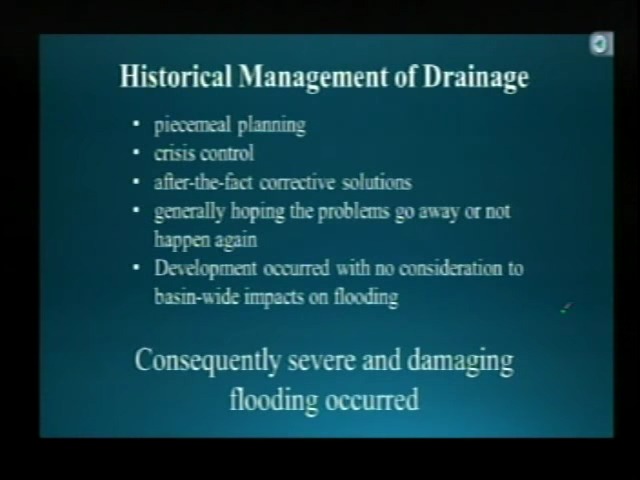 Historical Management of Drainage
• piecemeal planning
• crisis control
• after-the-fact corrective solutions
• generally hoping the problems go away or not
happen again
• Development occurred with no consideration to
basin-wide impacts on flooding
Consequently severe and damaging
flooding occurred